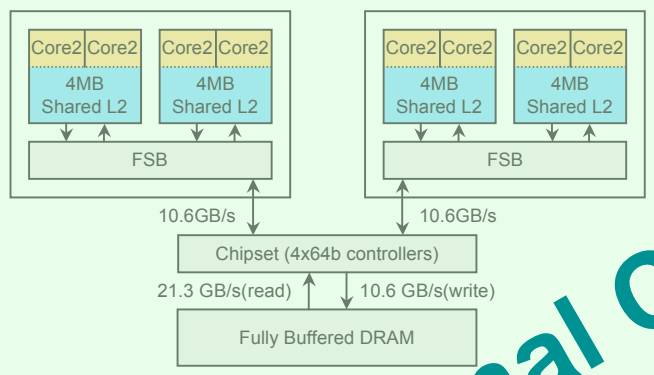 Core2 Core2 Core2 Core2 Core2 Core2 Core2 Core2
4MB 4MB 4MB 4MB
Shared L2 Shared L2 Shared L2 Shared L2
FSB FSB
10.6GB/s 10.6GB/s
Chipset (4x64b controllers)
21.3 GB/s(read) 10.6 GB/s(write)
Fully Buffered DRAM